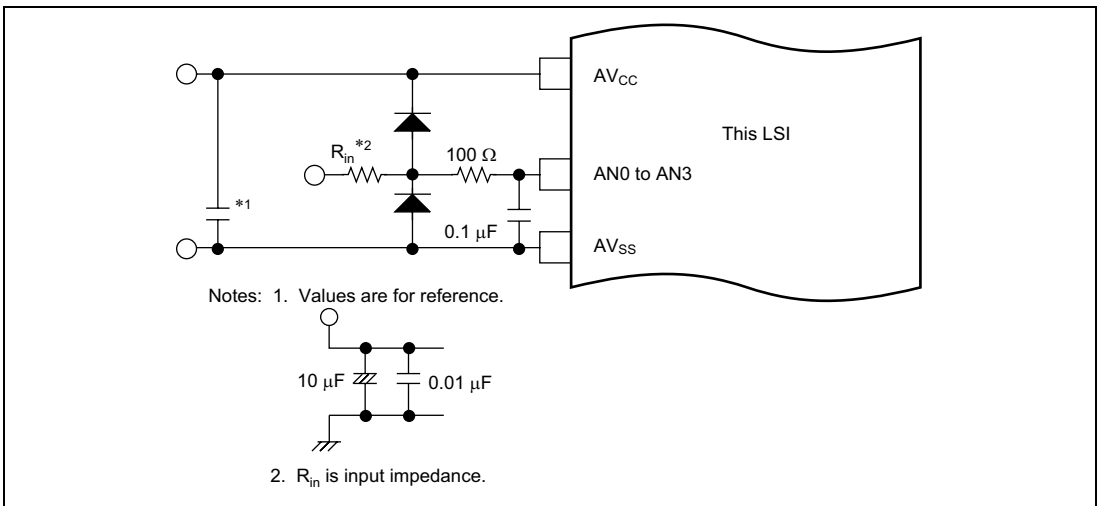 AVCC
This LSI
Rin*2
100 Ω
AN0 to AN3
*1
0.1 μF
AVSS
Notes: 1. Values are for reference.
10 μF
0.01 μF
2. Rin is input impedance.